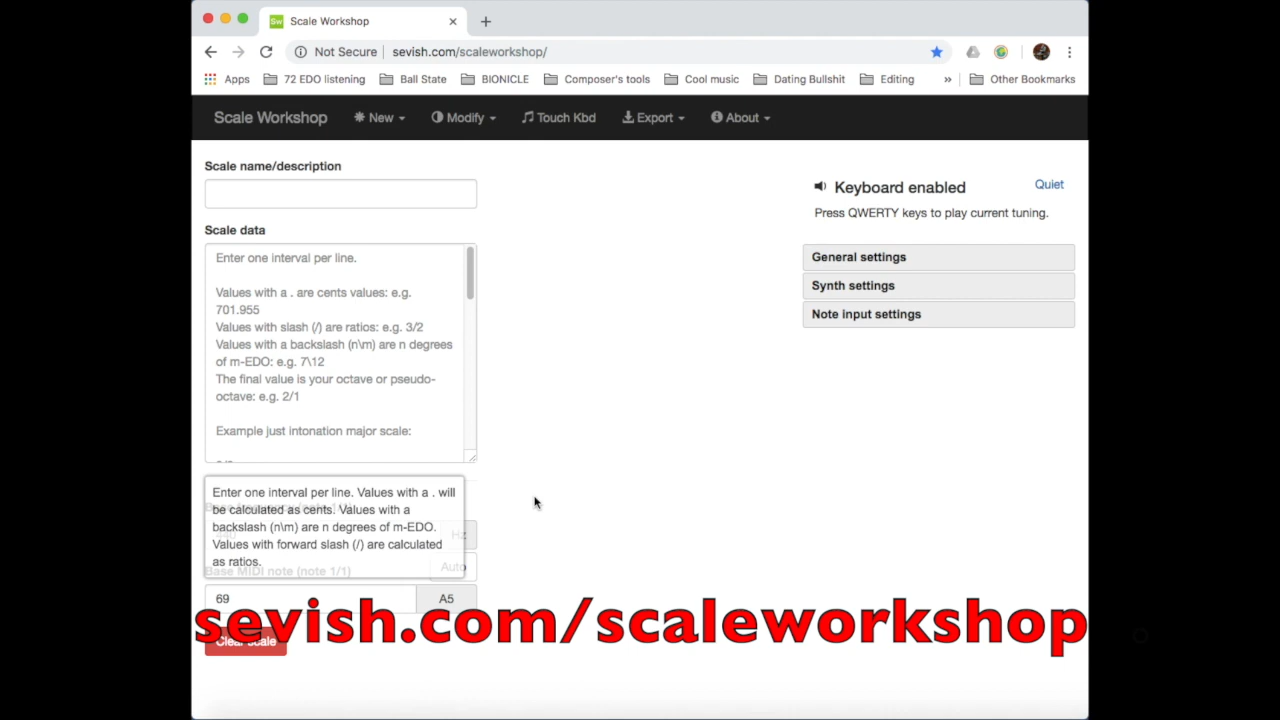 Scale Workshop
Not Secure | sevish.com/scaleworkshop/
Apps 72 EDO listening Ball State BIONICLE Composer's tools Cool music Dating Bullshit Editing » Other Bookmarks
Scale Workshop New Modify Touch Kbd Export About
Scale name/description
Keyboard enabled Quiet
Press QWERTY keys to play current tuning.
General settings
Synth settings
Note input settings
Scale data
Enter one interval per line.
Values with a . are cents values: e.g.
701.955
Values with slash (/) are ratios: e.g. 3/2
Values with a backslash (n\m) are n degrees
of m-EDO: e.g. 7\12
The final value is your octave or pseudo-
octave: e.g. 2/1
Example just intonation major scale:
Enter one interval per line. Values with a . will
be calculated as cents. Values with a
backslash (n\m) are n degrees of m-EDO.
Values with forward slash (/) are calculated
as ratios.
440 Hz
Base MIDI note (note 1/1) Auto
69 A5
sevish.com/scaleworkshop
Clear scale